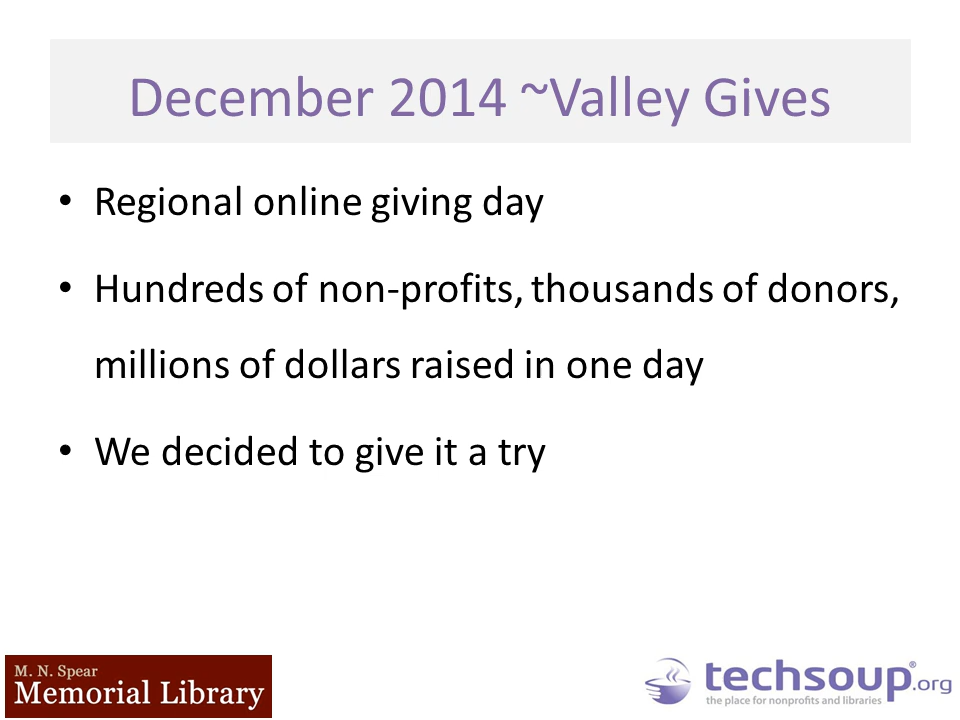 December 2014 ~Valley Gives
• Regional online giving day
• Hundreds of non-profits, thousands of donors,
millions of dollars raised in one day
• We decided to give it a try
M. N. Spear
Memorial Library
techsoup®.org
the place for nonprofits and libraries